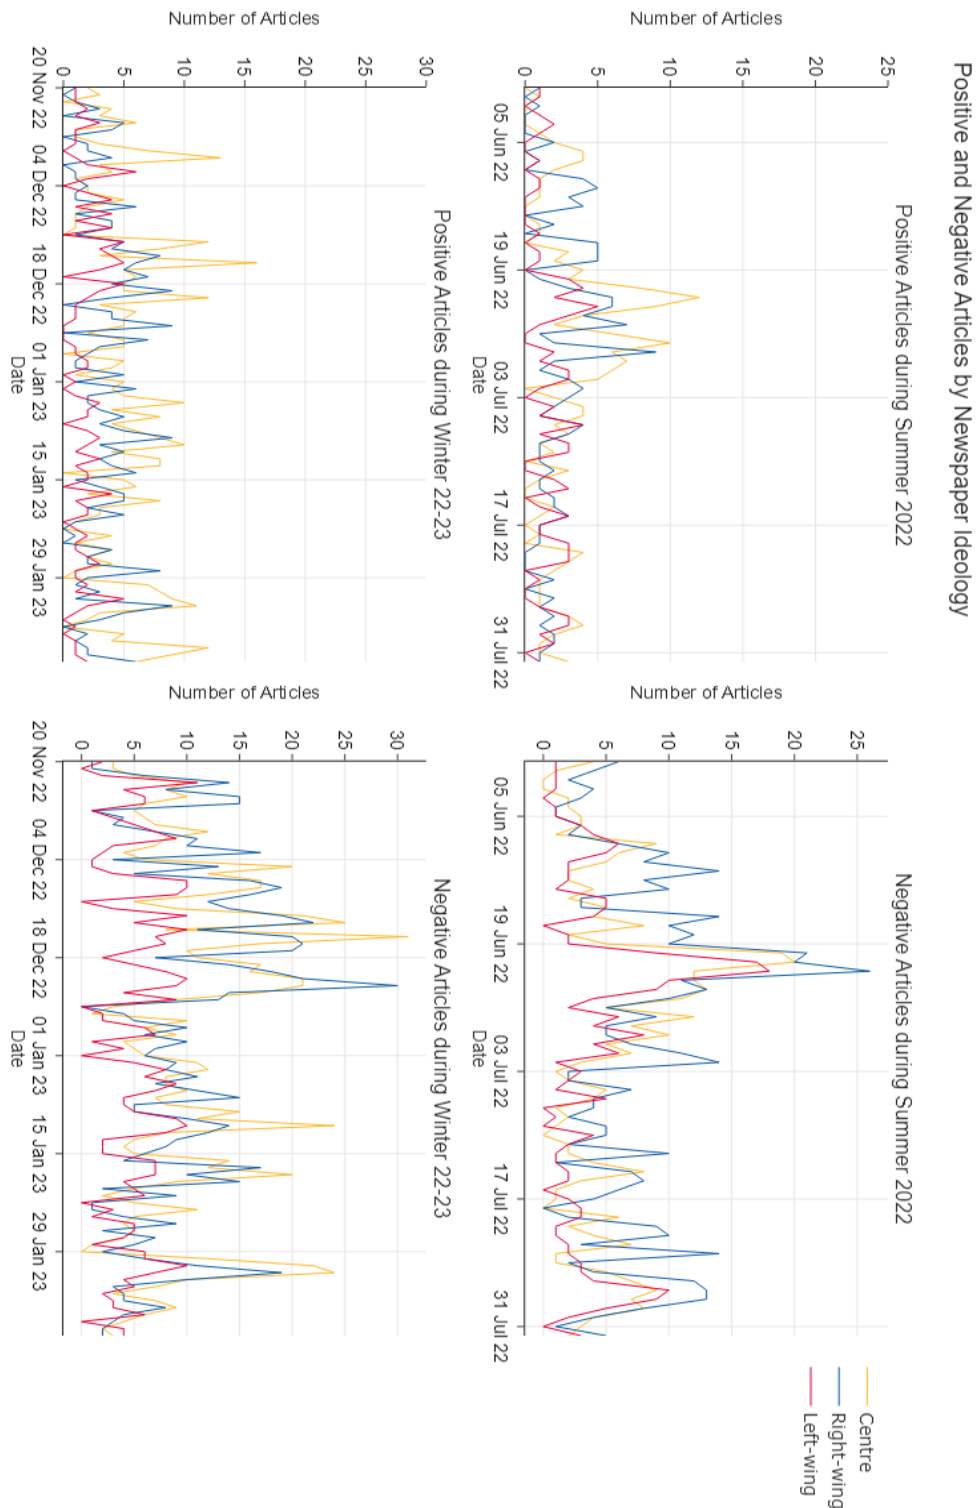 Positive and Negative Articles by Newspaper Ideology
Positive Articles during Summer 2022
Negative Articles during Summer 2022
Centre
Right-wing
Left-wing
Number of Articles
25
20
15
10
5
0
05 Jun 22
19 Jun 22
03 Jul 22
17 Jul 22
31 Jul 22
Date
Number of Articles
25
20
15
10
5
0
05 Jun 22
19 Jun 22
03 Jul 22
17 Jul 22
31 Jul 22
Date
Positive Articles during Winter 22-23
Negative Articles during Winter 22-23
Number of Articles
30
25
20
15
10
5
0
20 Nov 22
04 Dec 22
18 Dec 22
01 Jan 23
15 Jan 23
29 Jan 23
Date
Number of Articles
30
25
20
15
10
5
0
20 Nov 22
04 Dec 22
18 Dec 22
01 Jan 23
15 Jan 23
29 Jan 23
Date